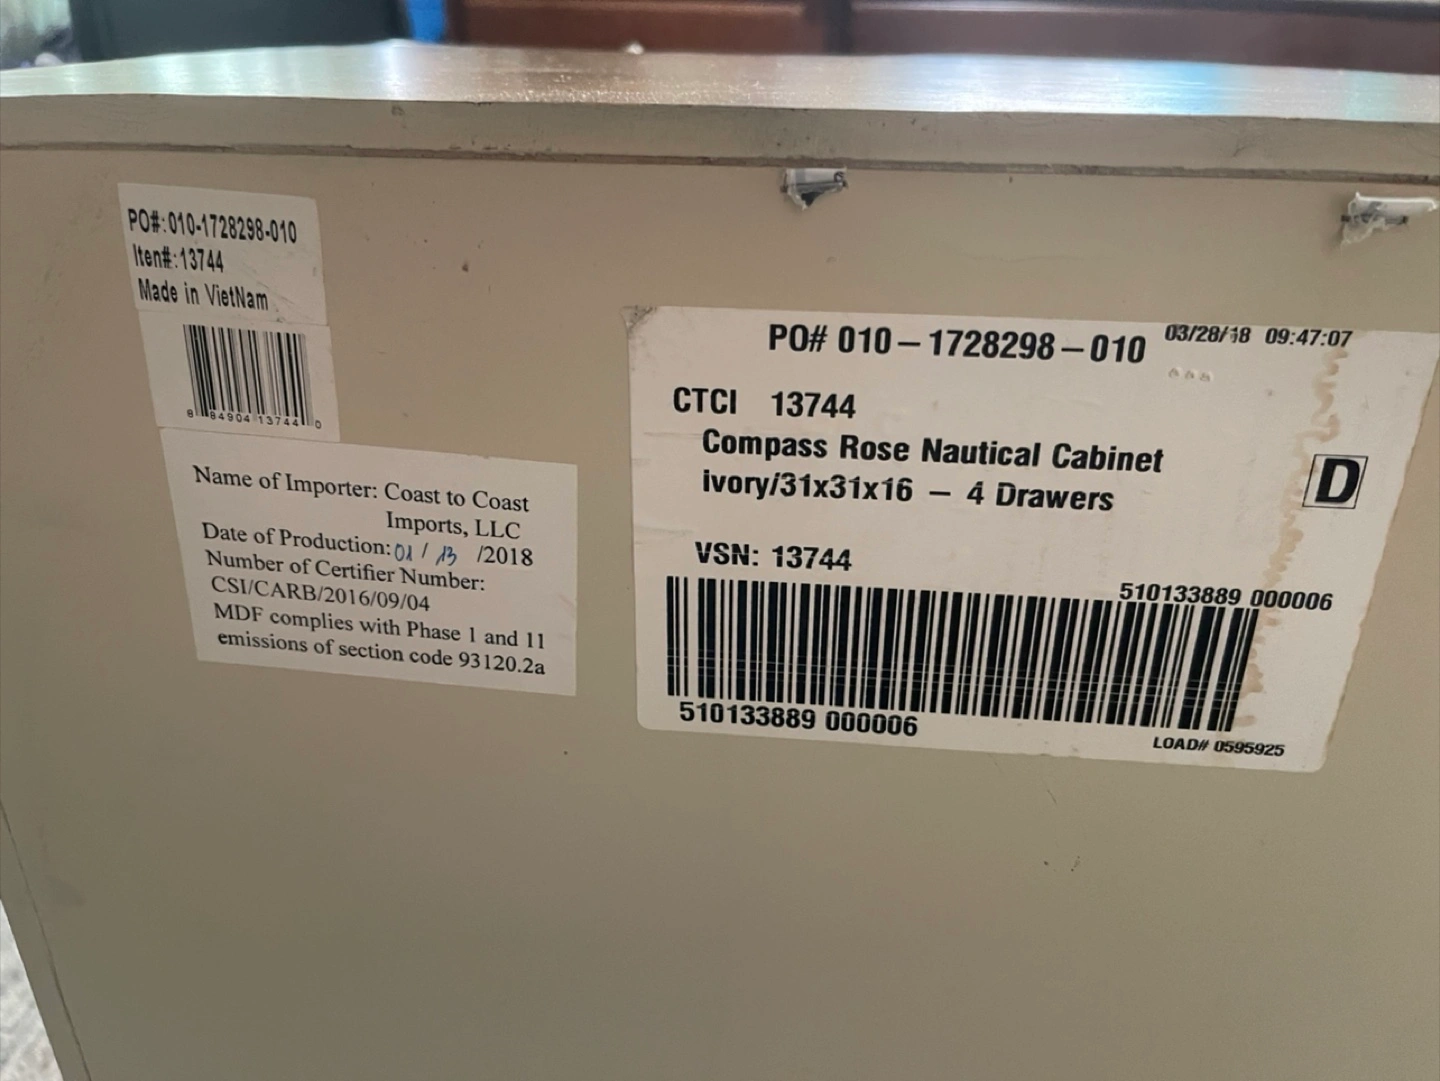 PO#:010-1728298-010
Iten#:13744
Made in VietNam
8 84904 13744 0
Name of Importer: Coast to Coast
Imports, LLC
Date of Production: 01 / 13 /2018
Number of Certifier Number:
CSI/CARB/2016/09/04
MDF complies with Phase 1 and 11
emissions of section code 93120.2a
PO# 010-1728298-010 03/28/18 09:47:07
CTCI 13744
Compass Rose Nautical Cabinet
Ivory/31x31x16 - 4 Drawers
D
VSN: 13744
510133889 000006
510133889 000006
LOAD# 0595925